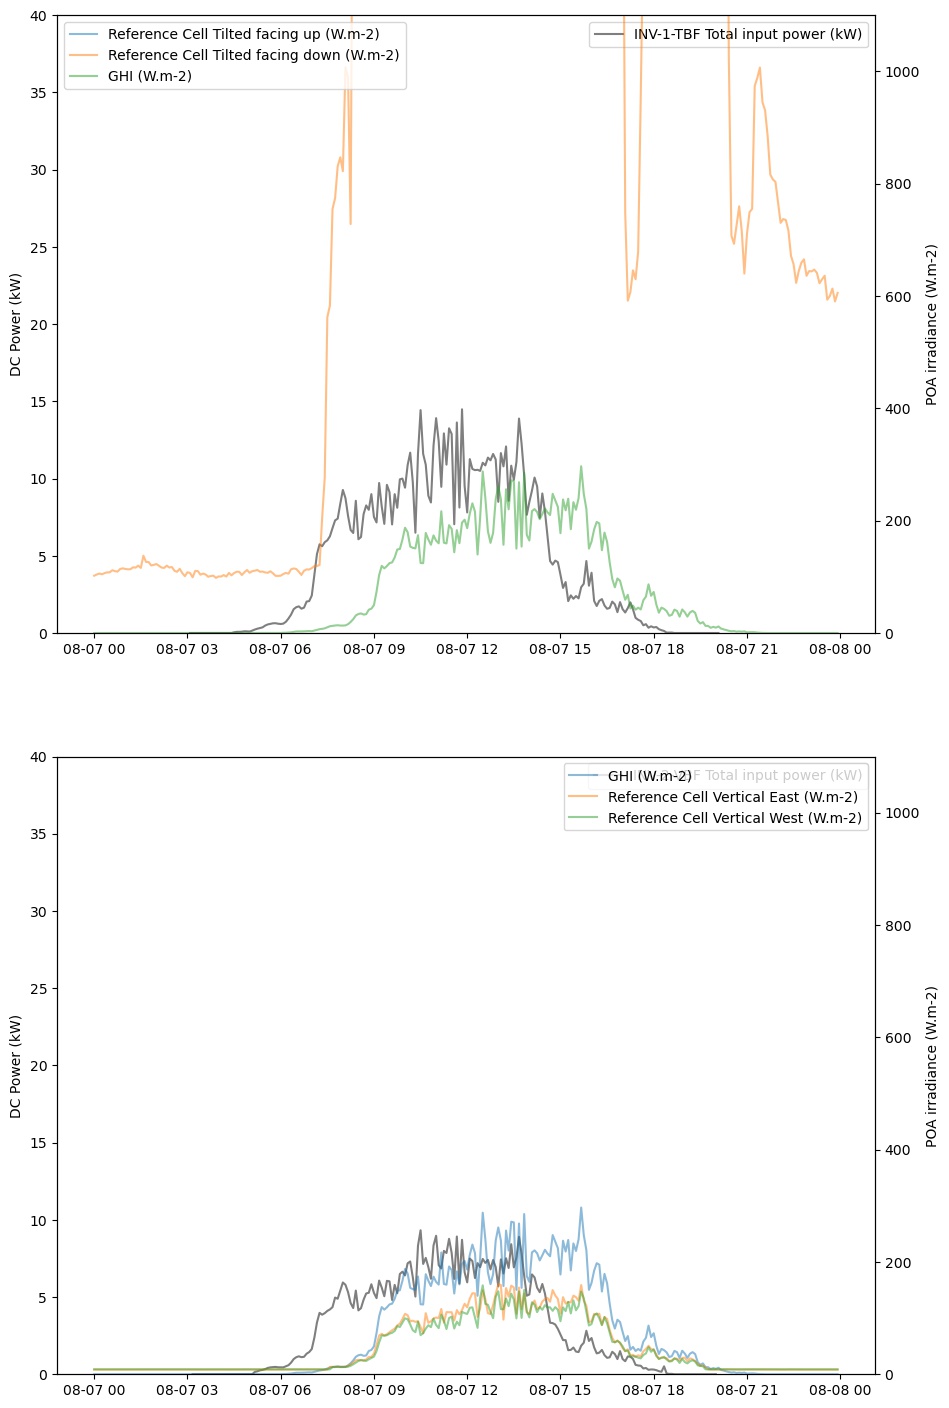 40
35
30
25
20
15
10
5
0
DC Power (kW)
Reference Cell Tilted facing up (W.m-2)
Reference Cell Tilted facing down (W.m-2)
GHI (W.m-2)
INV-1-TBF Total input power (kW)
1000
800
600
400
200
0
POA irradiance (W.m-2)
08-07 00 08-07 03 08-07 06 08-07 09 08-07 12 08-07 15 08-07 18 08-07 21 08-08 00
40
35
30
25
20
15
10
5
0
DC Power (kW)
GHI (W.m-2)
Total input power (kW)
Reference Cell Vertical East (W.m-2)
Reference Cell Vertical West (W.m-2)
1000
800
600
400
200
0
POA irradiance (W.m-2)
08-07 00 08-07 03 08-07 06 08-07 09 08-07 12 08-07 15 08-07 18 08-07 21 08-08 00